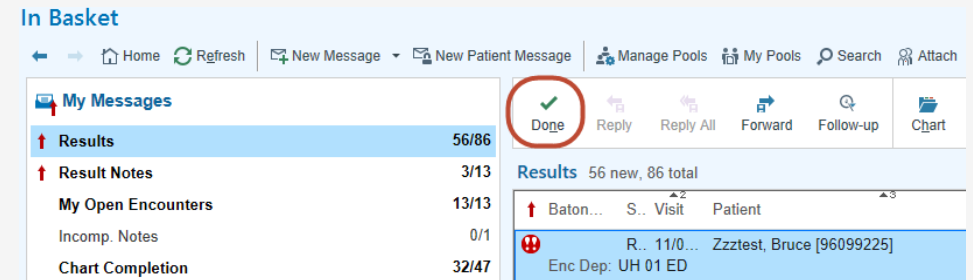 In Basket
Home Refresh New Message New Patient Message Manage Pools My Pools Search Attach
My Messages
Results 56/86
Result Notes 3/13
My Open Encounters 13/13
Incomp. Notes 0/1
Chart Completion 32/47
Done Reply Reply All Forward Follow-up Chart
Results 56 new, 86 total
2 3
Baton... S.. Visit Patient
R.. 11/0... Zzztest, Bruce [96099225]
Enc Dep: UH 01 ED